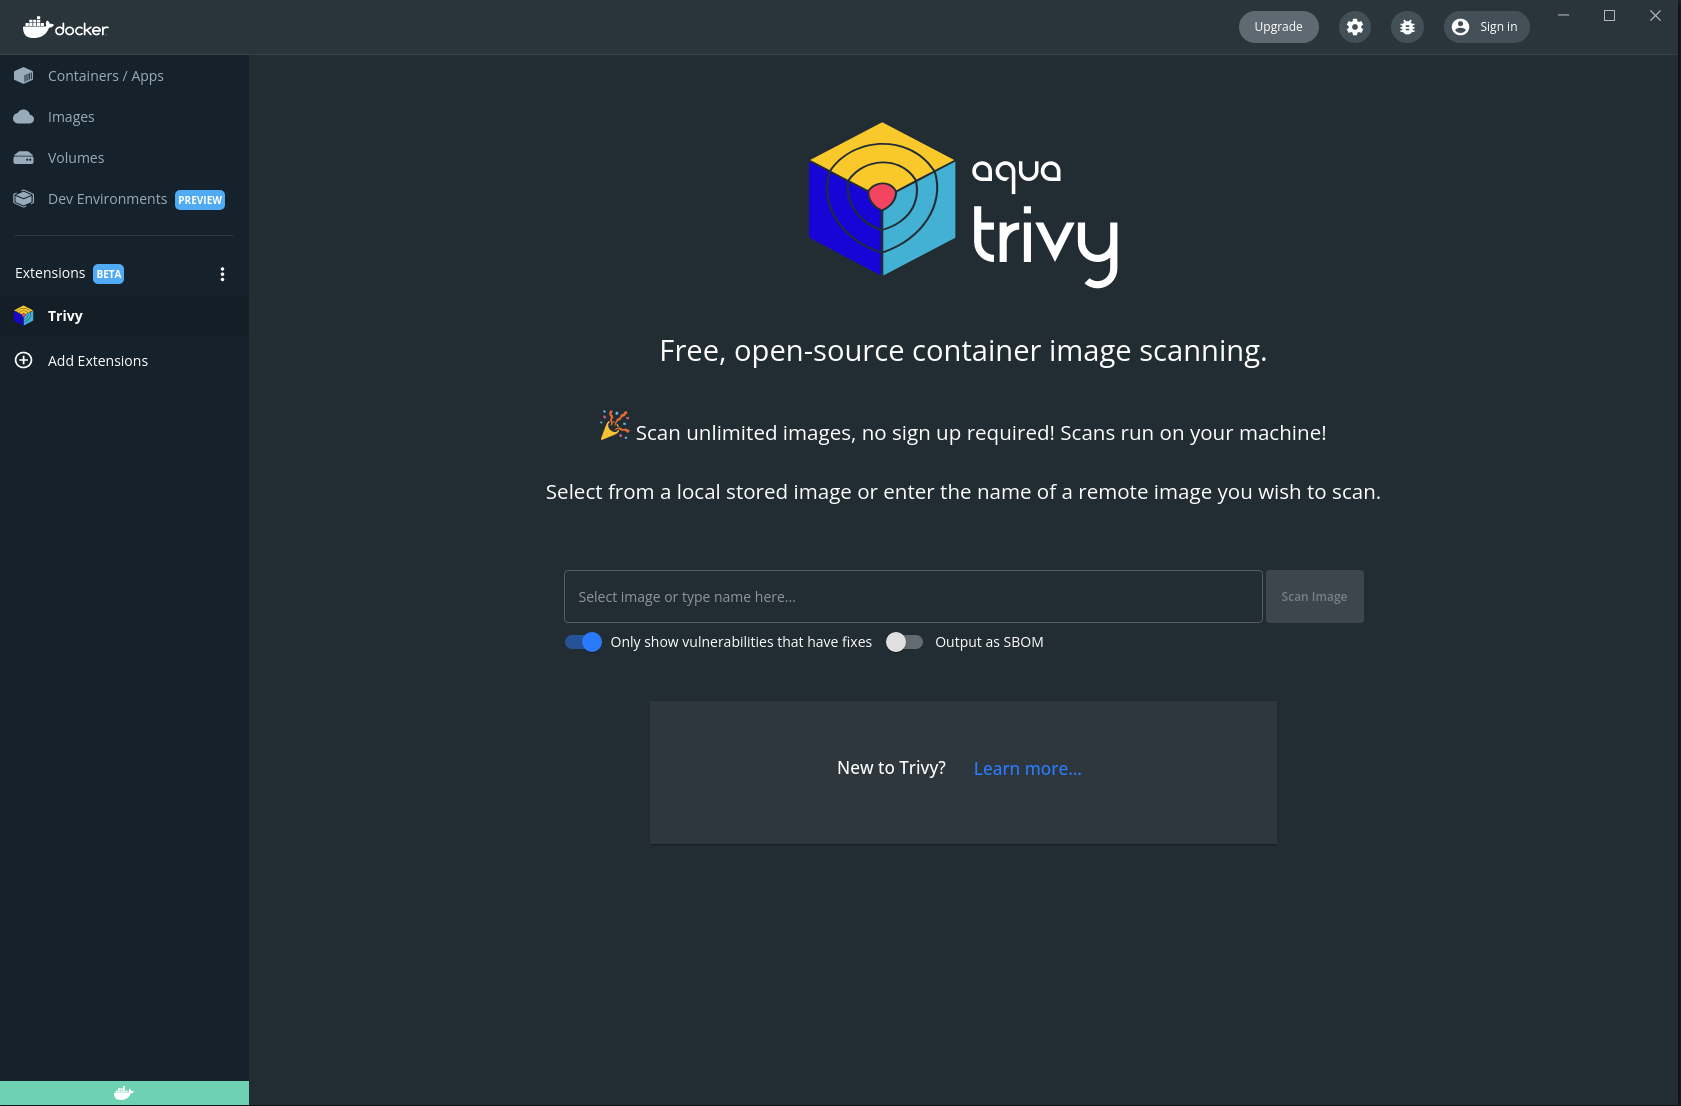 docker
Upgrade
Sign in
Containers / Apps
Images
Volumes
Dev Environments PREVIEW
Extensions BETA
Trivy
Add Extensions
aqua
trivy
Free, open-source container image scanning.
Scan unlimited images, no sign up required! Scans run on your machine!
Select from a local stored image or enter the name of a remote image you wish to scan.
Select image or type name here...
Scan Image
Only show vulnerabilities that have fixes
Output as SBOM
New to Trivy? Learn more...